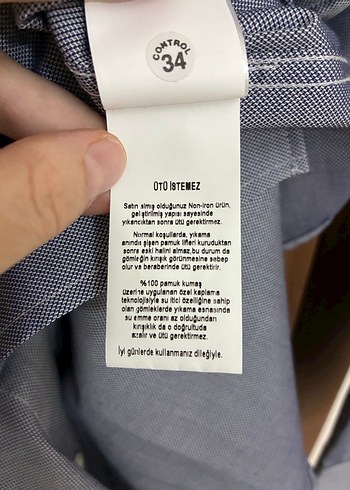 CONTROL
34
ÜTÜ İSTEMEZ
Satın almış olduğunuz Non-iron ürün,
geliştirilmiş yapısı sayesinde
yıkancıktan sonra ütü gerektirmez.
Normal koşullarda, yıkama
anında şişen pamuk lifleri kuruduktan
sonra eski halini almaz,bu durum da
gömleğin kırışık görünmesine sebep
olur ve beraberinde ütü gerektirir.
%100 pamuk kumaş
üzerine uygulanan özel kaplama
teknolojisiyle su itici özelliğine sahip
olan gömleklerde yıkama esnasında
su emme oranı az olduğundan
kırışıklık da o doğrultuda
azalır ve ütü gerektirmez.
İyi günlerde kullanmanız dileğiyle.